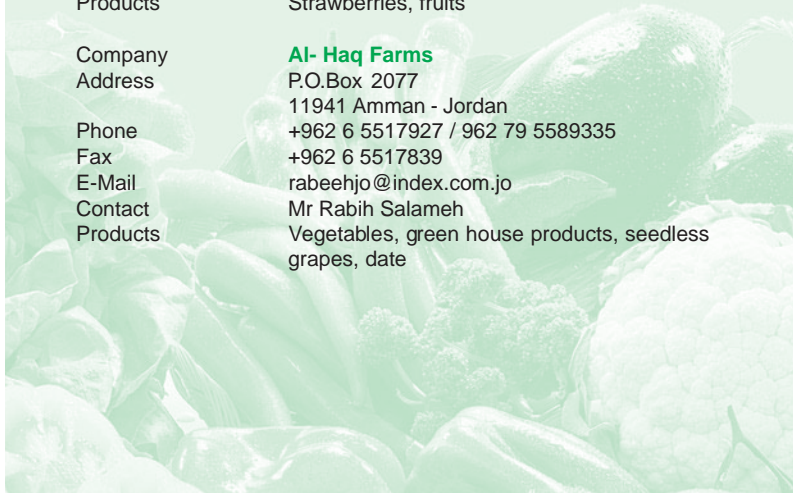 Products Strawberries, fruits
Company Al- Haq Farms
Address P.O.Box 2077
11941 Amman - Jordan
Phone +962 6 5517927 / 962 79 5589335
Fax +962 6 5517839
E-Mail rabeehjo@index.com.jo
Contact Mr Rabih Salameh
Products Vegetables, green house products, seedless
grapes, date